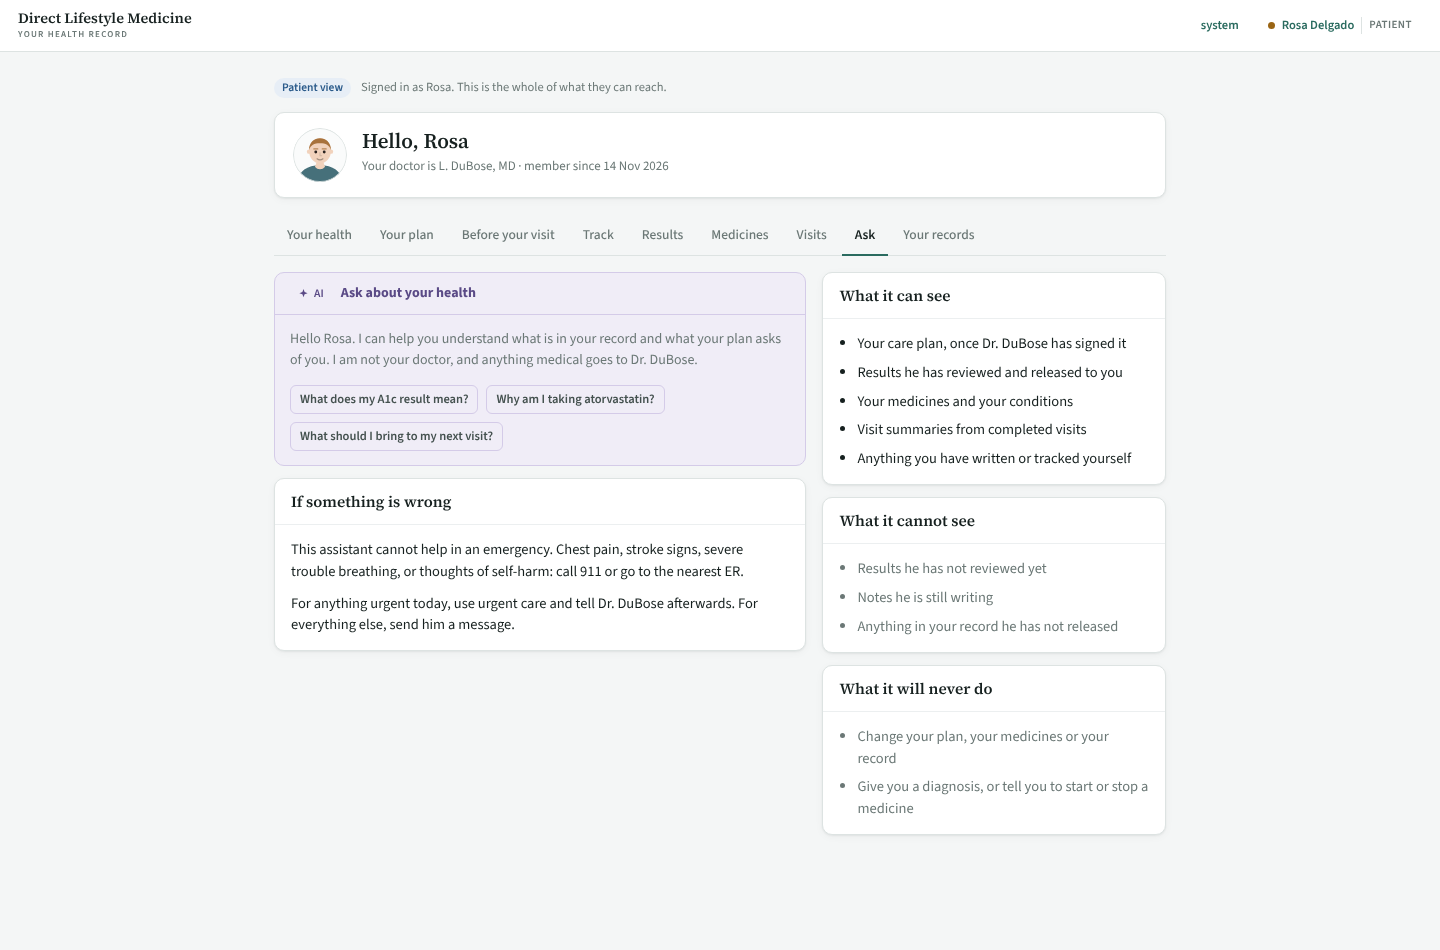 Direct Lifestyle Medicine
YOUR HEALTH RECORD
system
Rosa Delgado
PATIENT
Patient view
Signed in as Rosa. This is the whole of what they can reach.
Hello, Rosa
Your doctor is L. DuBose, MD · member since 14 Nov 2026
Your health
Your plan
Before your visit
Track
Results
Medicines
Visits
Ask
Your records
AI
Ask about your health
Hello Rosa. I can help you understand what is in your record and what your plan asks
of you. I am not your doctor, and anything medical goes to Dr. DuBose.
What does my A1c result mean?
Why am I taking atorvastatin?
What should I bring to my next visit?
If something is wrong
This assistant cannot help in an emergency. Chest pain, stroke signs, severe
trouble breathing, or thoughts of self-harm: call 911 or go to the nearest ER.
For anything urgent today, use urgent care and tell Dr. DuBose afterwards. For
everything else, send him a message.
What it can see
Your care plan, once Dr. DuBose has signed it
Results he has reviewed and released to you
Your medicines and your conditions
Visit summaries from completed visits
Anything you have written or tracked yourself
What it cannot see
Results he has not reviewed yet
Notes he is still writing
Anything in your record he has not released
What it will never do
Change your plan, your medicines or your
record
Give you a diagnosis, or tell you to start or stop a
medicine